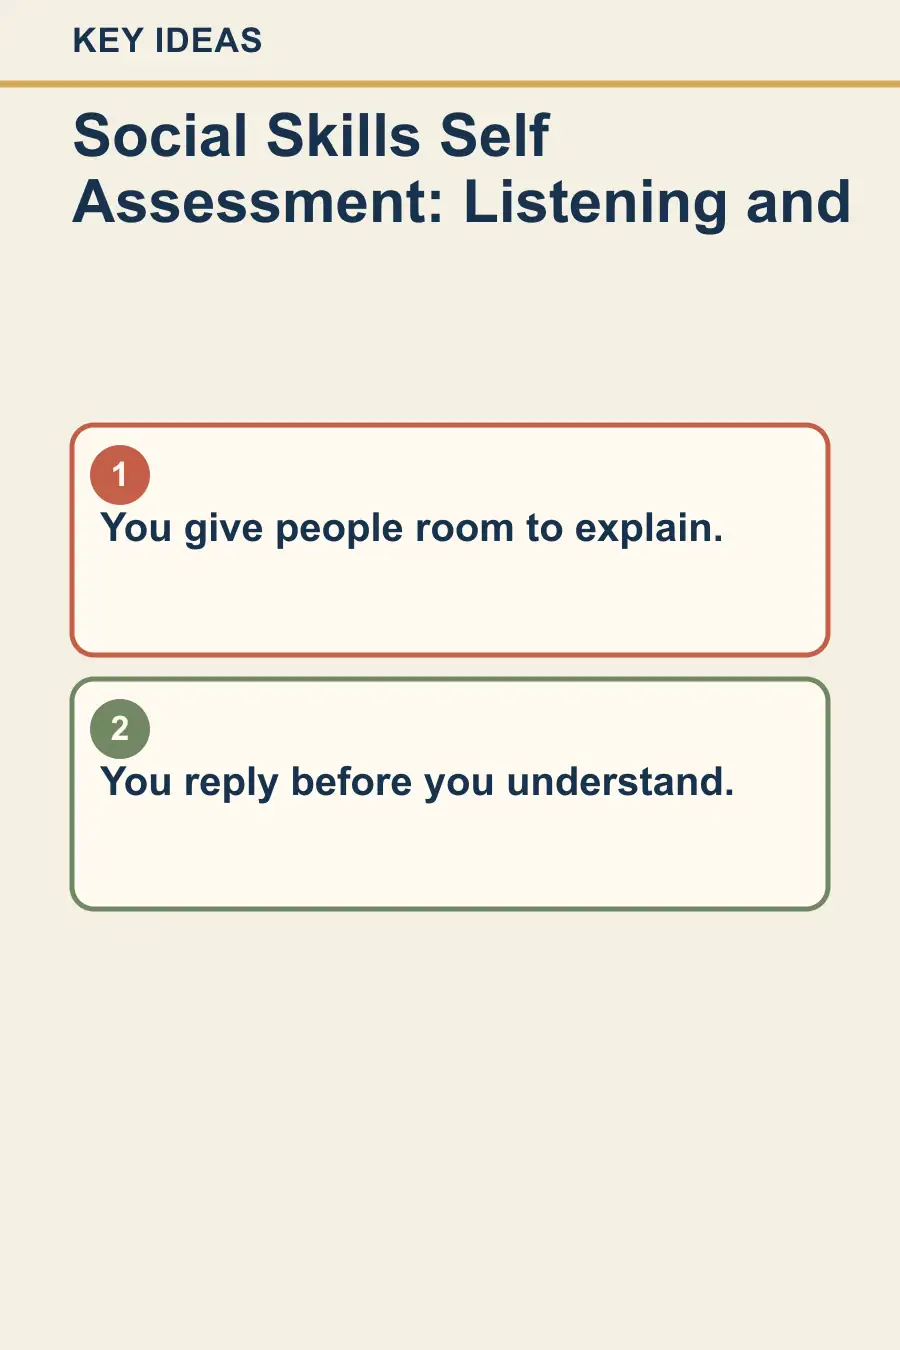 KEY IDEAS
Social Skills Self
Assessment: Listening and
1
You give people room to explain.
2
You reply before you understand.